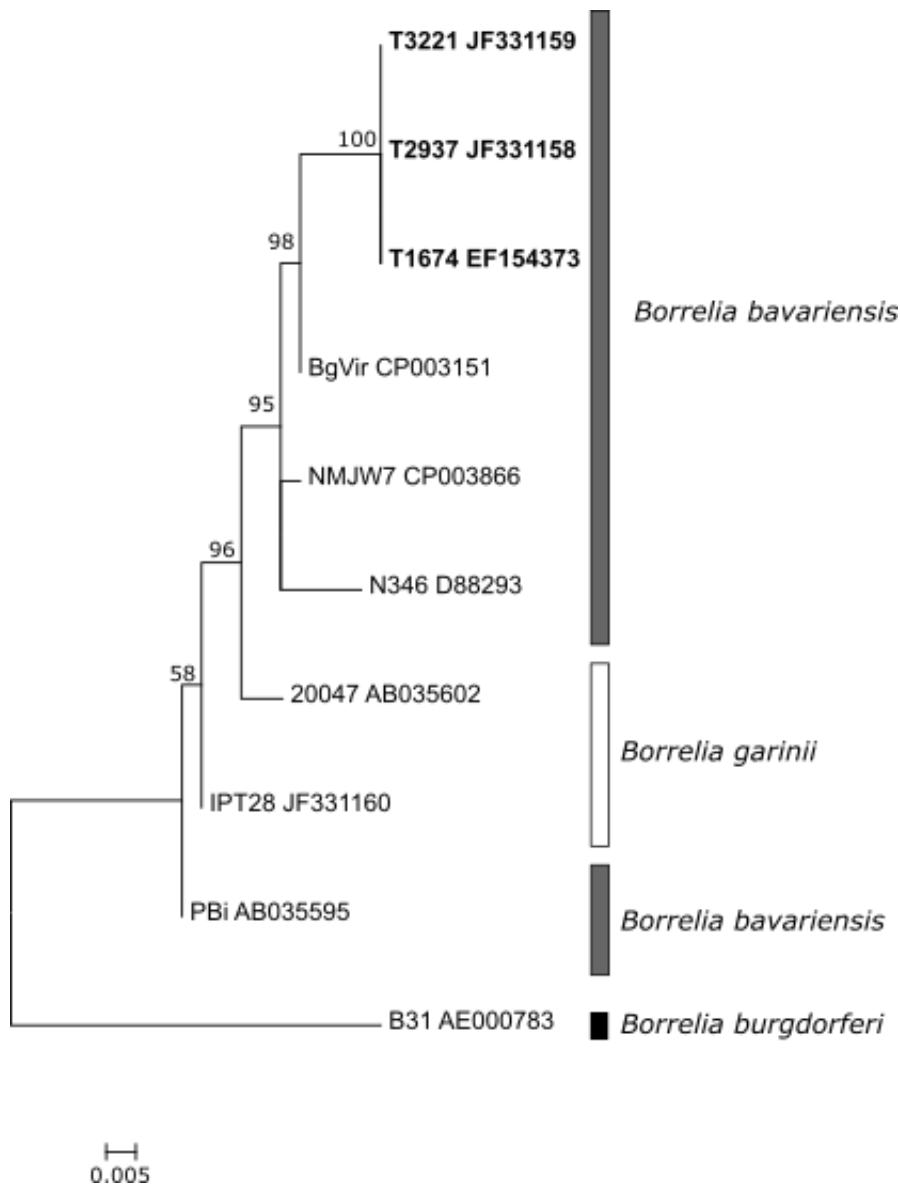 T3221 JF331159
100
T2937 JF331158
98
T1674 EF154373
Borrelia bavariensis
BgVir CP003151
95
NMJW7 CP003866
96
N346 D88293
58
20047 AB035602
Borrelia garinii
IPT28 JF331160
PBi AB035595
Borrelia bavariensis
B31 AE000783
Borrelia burgdorferi
0.005